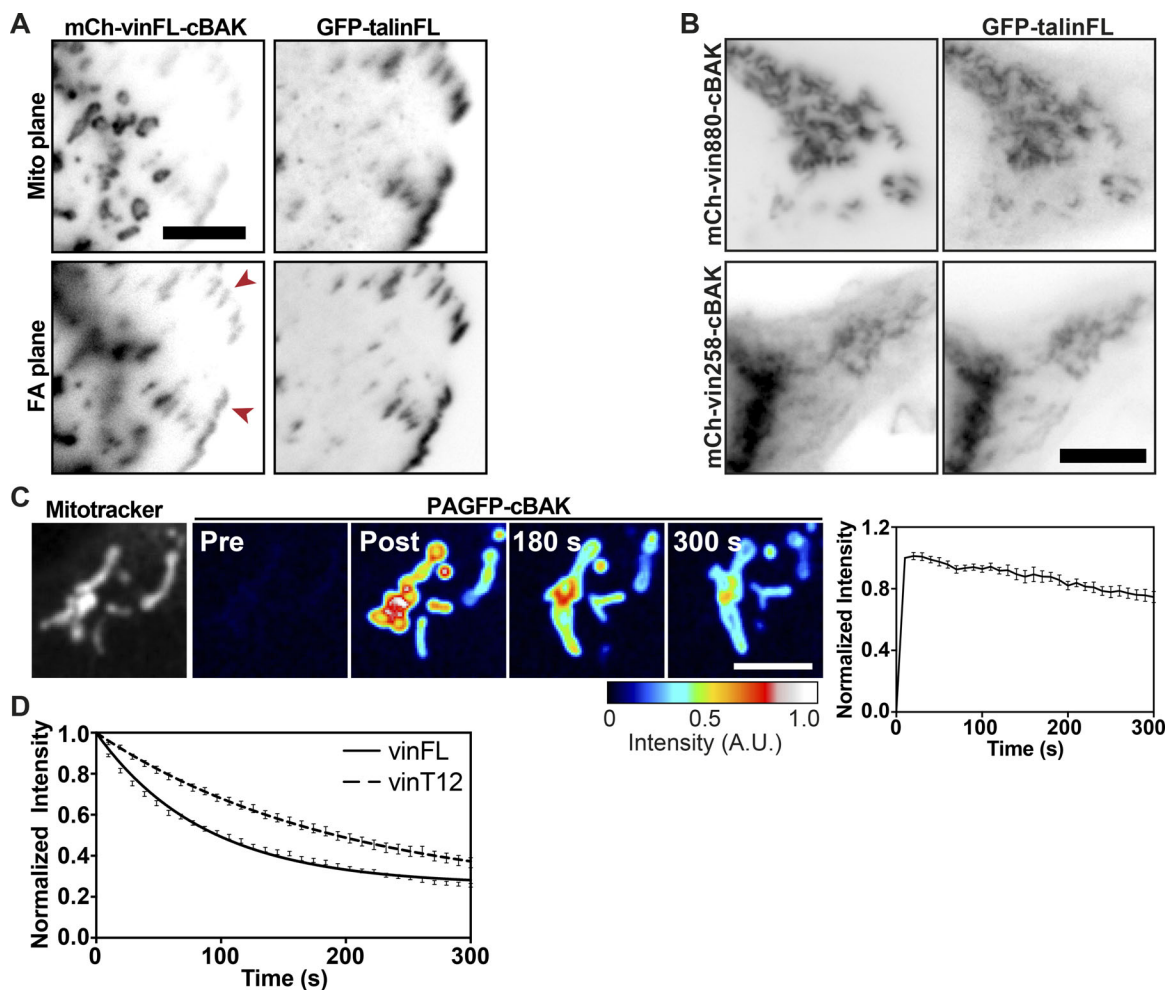 A
mCh-vinFL-cBAK
GFP-talinFL
Mito plane
FA plane
B
GFP-talinFL
mCh-vin880-cBAK
mCh-vin258-cBAK
C
Mitotracker
PAGFP-cBAK
Pre
Post
180 s
300 s
0
0.5
1.0
Intensity (A.U.)
Normalized Intensity
1.2
0.8
0.4
0.0
0
100
200
300
Time (s)
D
Normalized Intensity
1.0
0.8
0.6
0.4
0.2
0.0
vinFL
vinT12
0
100
200
300
Time (s)